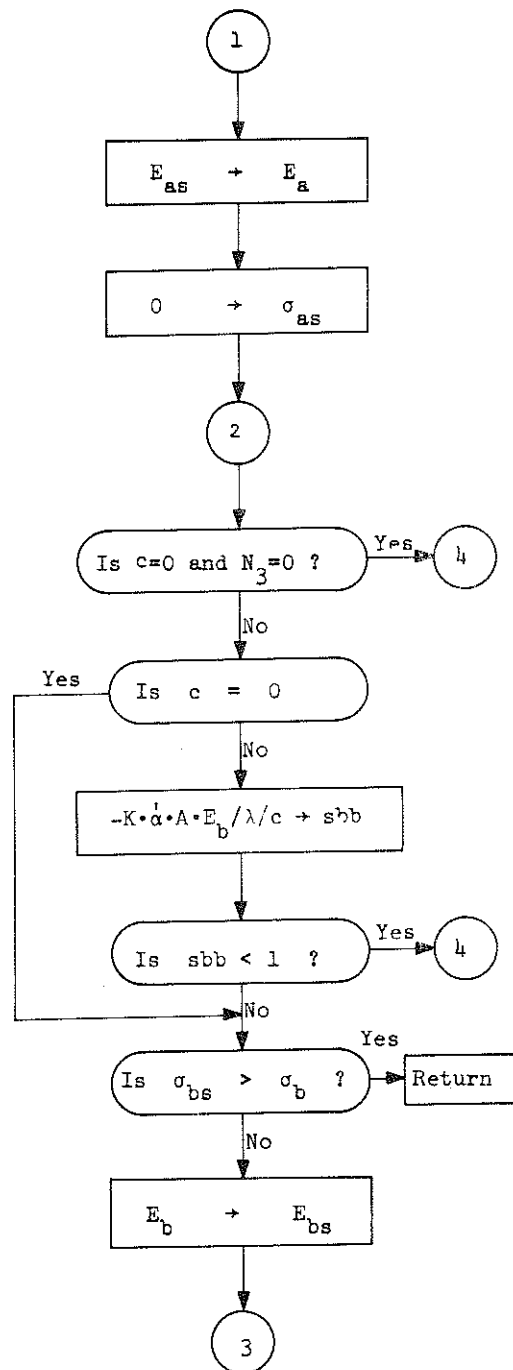 1
E_as → E_a
0 → σ_as
2
Is c=0 and N_3=0 ?
Yes
4
No
Yes
Is c = 0
No
-K•α̇•A•E_b/λ/c → sbb
Is sbb < 1 ?
Yes
4
No
Is σ_bs > σ_b ?
Yes
Return
No
E_b → E_bs
3